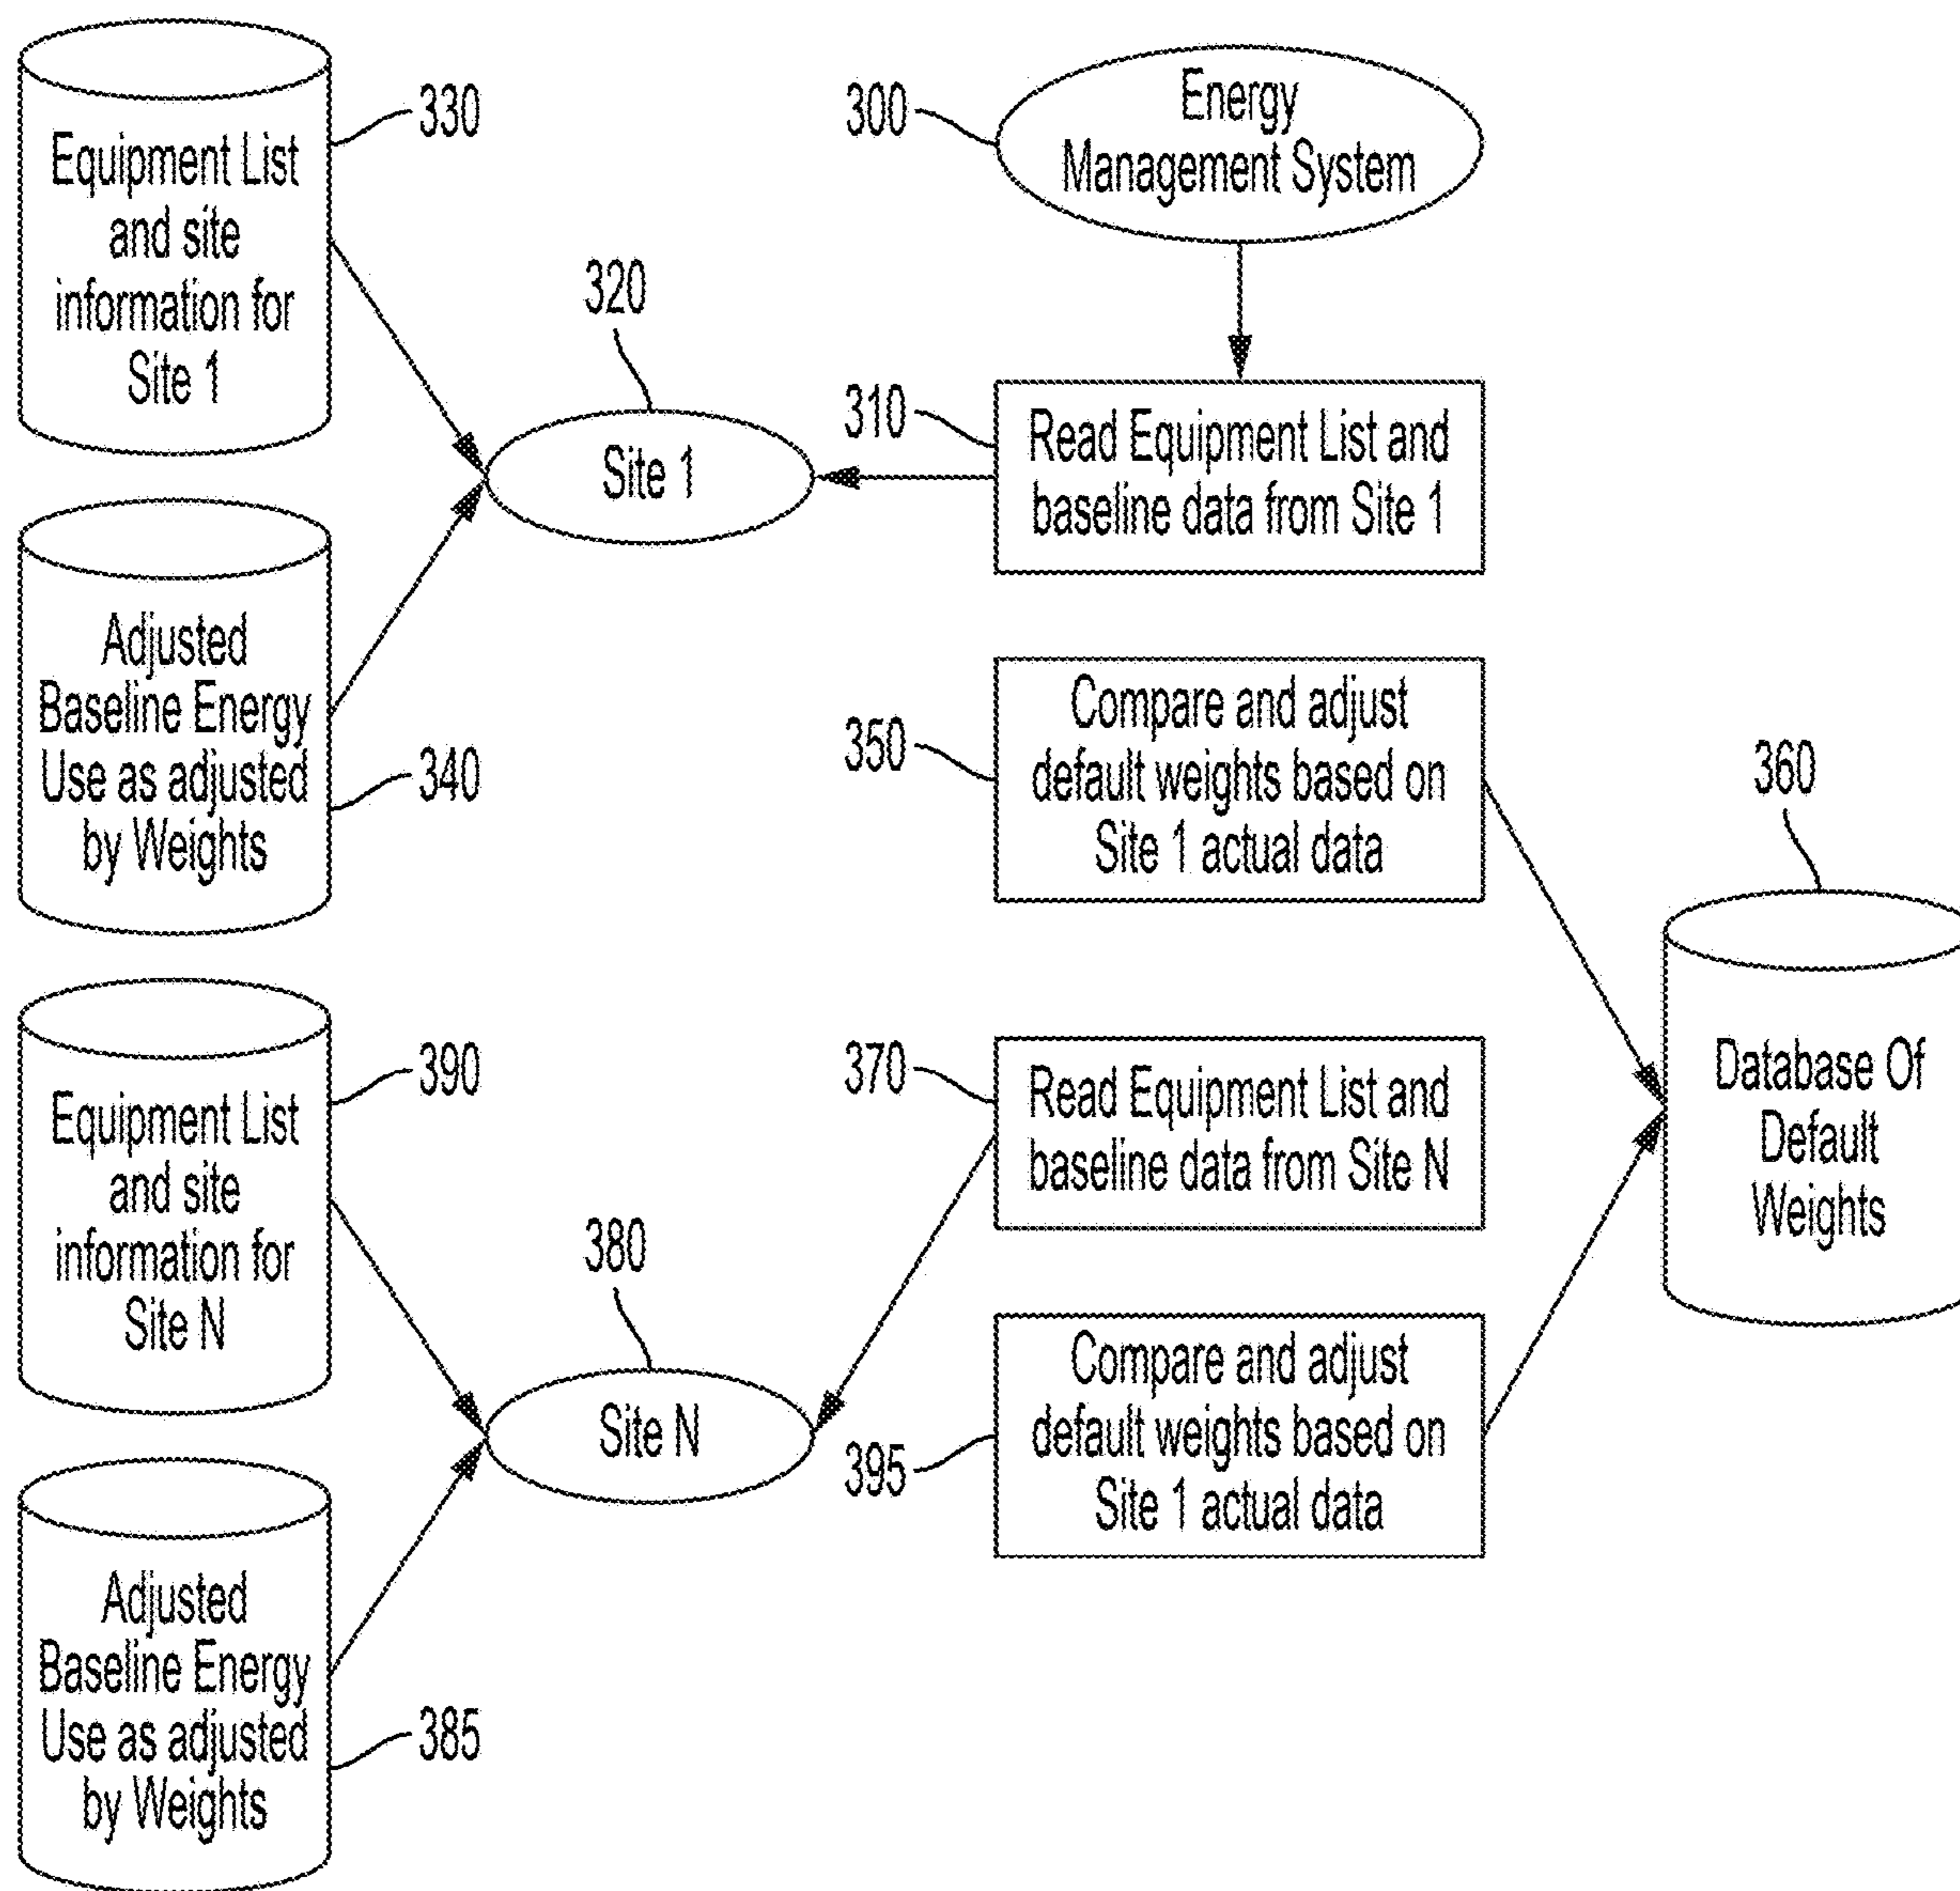 330
Equipment List
and site
information for
Site 1
300
Energy
Management System
320
Site 1
310
Read Equipment List and
baseline data from Site 1
Adjusted
Baseline Energy
Use as adjusted
by Weights
340
350
Compare and adjust
default weights based on
Site 1 actual data
360
Database Of
Default
Weights
390
Equipment List
and site
information for
Site N
370
Read Equipment List and
baseline data from Site N
380
Site N
395
Compare and adjust
default weights based on
Site 1 actual data
Adjusted
Baseline Energy
Use as adjusted
by Weights
385